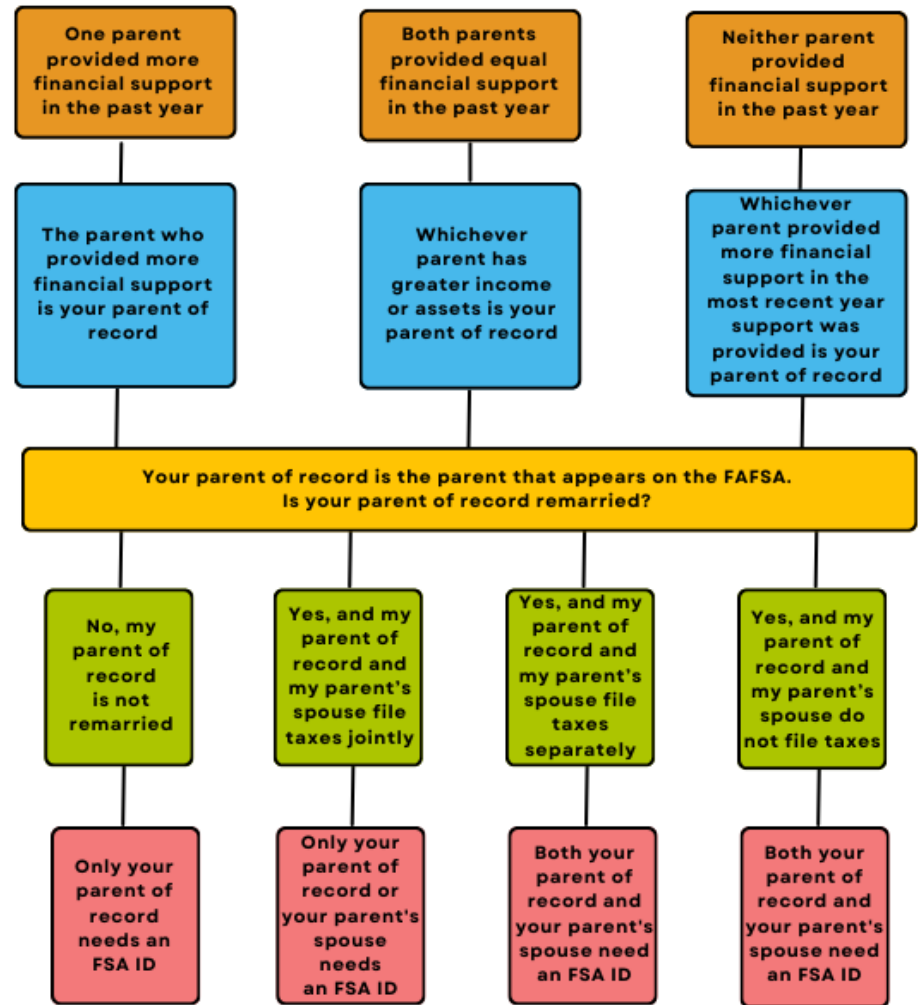 One parent
provided more
financial support
in the past year
Both parents
provided equal
financial support
in the past year
Neither parent
provided
financial support
in the past year
The parent who
provided more
financial support
is your parent of
record
Whichever
parent has
greater income
or assets is your
parent of record
Whichever
parent provided
more financial
support in the
most recent year
support was
provided is your
parent of record
Your parent of record is the parent that appears on the FAFSA.
Is your parent of record remarried?
No, my
parent of
record
is not
remarried
Yes, and my
parent of
record and
my parent's
spouse file
taxes jointly
Yes, and my
parent of
record and
my parent's
spouse file
taxes
separately
Yes, and my
parent of
record and
my parent's
spouse do
not file taxes
Only your
parent of
record
needs an
FSA ID
Only your
parent of
record or
your parent's
spouse
needs
an FSA ID
Both your
parent of
record and
your parent's
spouse need
an FSA ID
Both your
parent of
record and
your parent's
spouse need
an FSA ID